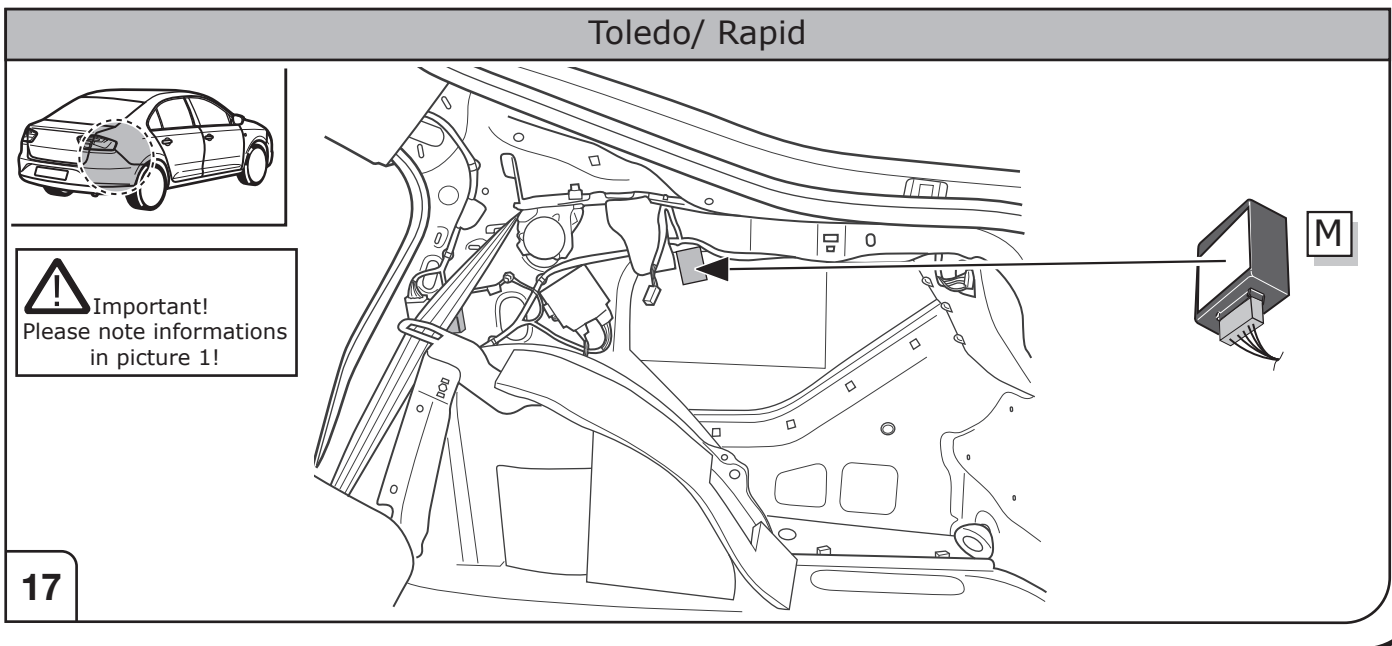 Toledo/ Rapid
Important!
Please note informations
in picture 1!
M
17